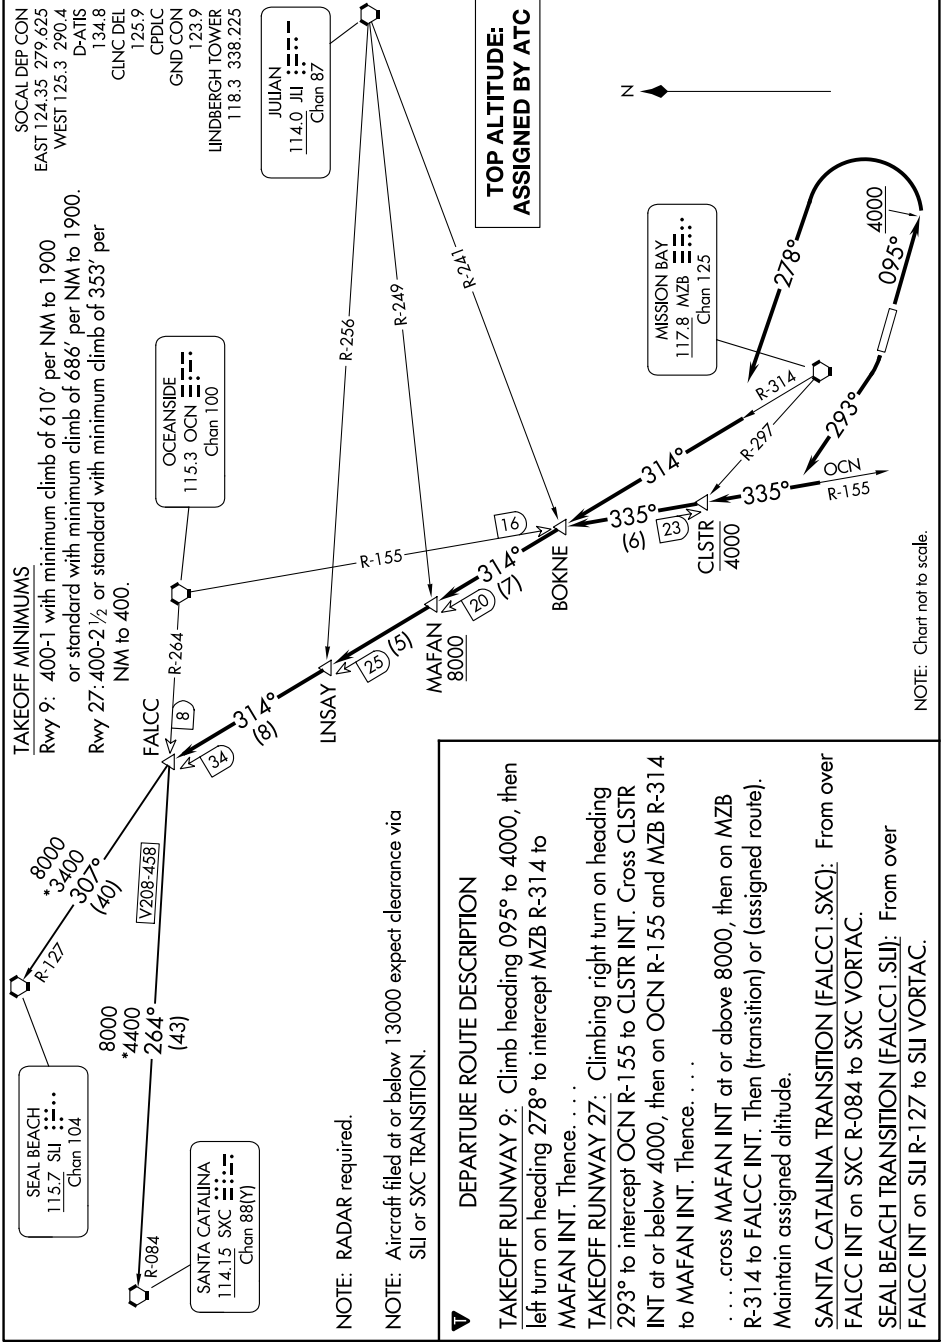 SOCAL DEP CON
EAST 124.35 279.625
WEST 125.3 290.4
D-ATIS
134.8
CLNC DEL
125.9
CPDLC
GND CON
123.9
LINDBERGH TOWER
118.3 338.225
TAKEOFF MINIMUMS
Rwy 9: 400-1 with minimum climb of 610' per NM to 1900
or standard with minimum climb of 686' per NM to 1900.
Rwy 27: 400-2½ or standard with minimum climb of 353' per
NM to 400.
TOP ALTITUDE:
ASSIGNED BY ATC
JULIAN
114.0 JLI
Chan 87
OCEANSIDE
115.3 OCN
Chan 100
MISSION BAY
117.8 MZB
Chan 125
SEAL BEACH
115.7 SLI
Chan 104
SANTA CATALINA
114.15 SXC
Chan 88(Y)
N
R-256
R-249
R-241
R-264
R-155
R-127
R-084
8000
*3400
307°
(40)
8000
*4400
264°
(43)
V208-458
FALCC
8
34
314°
(8)
LNSAY
25
(5)
MAFAN
8000
20
314°
(7)
16
BOKNE
314°
335°
(6)
23
CLSTR
4000
R-314
R-297
335°
OCN
R-155
293°
278°
095°
4000
NOTE: Chart not to scale.
NOTE: RADAR required.
NOTE: Aircraft filed at or below 13000 expect clearance via
SLI or SXC TRANSITION.
T
DEPARTURE ROUTE DESCRIPTION
TAKEOFF RUNWAY 9: Climb heading 095° to 4000, then
left turn on heading 278° to intercept MZB R-314 to
MAFAN INT. Thence. . . .
TAKEOFF RUNWAY 27: Climbing right turn on heading
293° to intercept OCN R-155 to CLSTR INT. Cross CLSTR
INT at or below 4000, then on OCN R-155 and MZB R-314
to MAFAN INT. Thence. . . .
. . . .cross MAFAN INT at or above 8000, then on MZB
R-314 to FALCC INT. Then (transition) or (assigned route).
Maintain assigned altitude.
SANTA CATALINA TRANSITION (FALCC1.SXC): From over
FALCC INT on SXC R-084 to SXC VORTAC.
SEAL BEACH TRANSITION (FALCC1.SLI): From over
FALCC INT on SLI R-127 to SLI VORTAC.